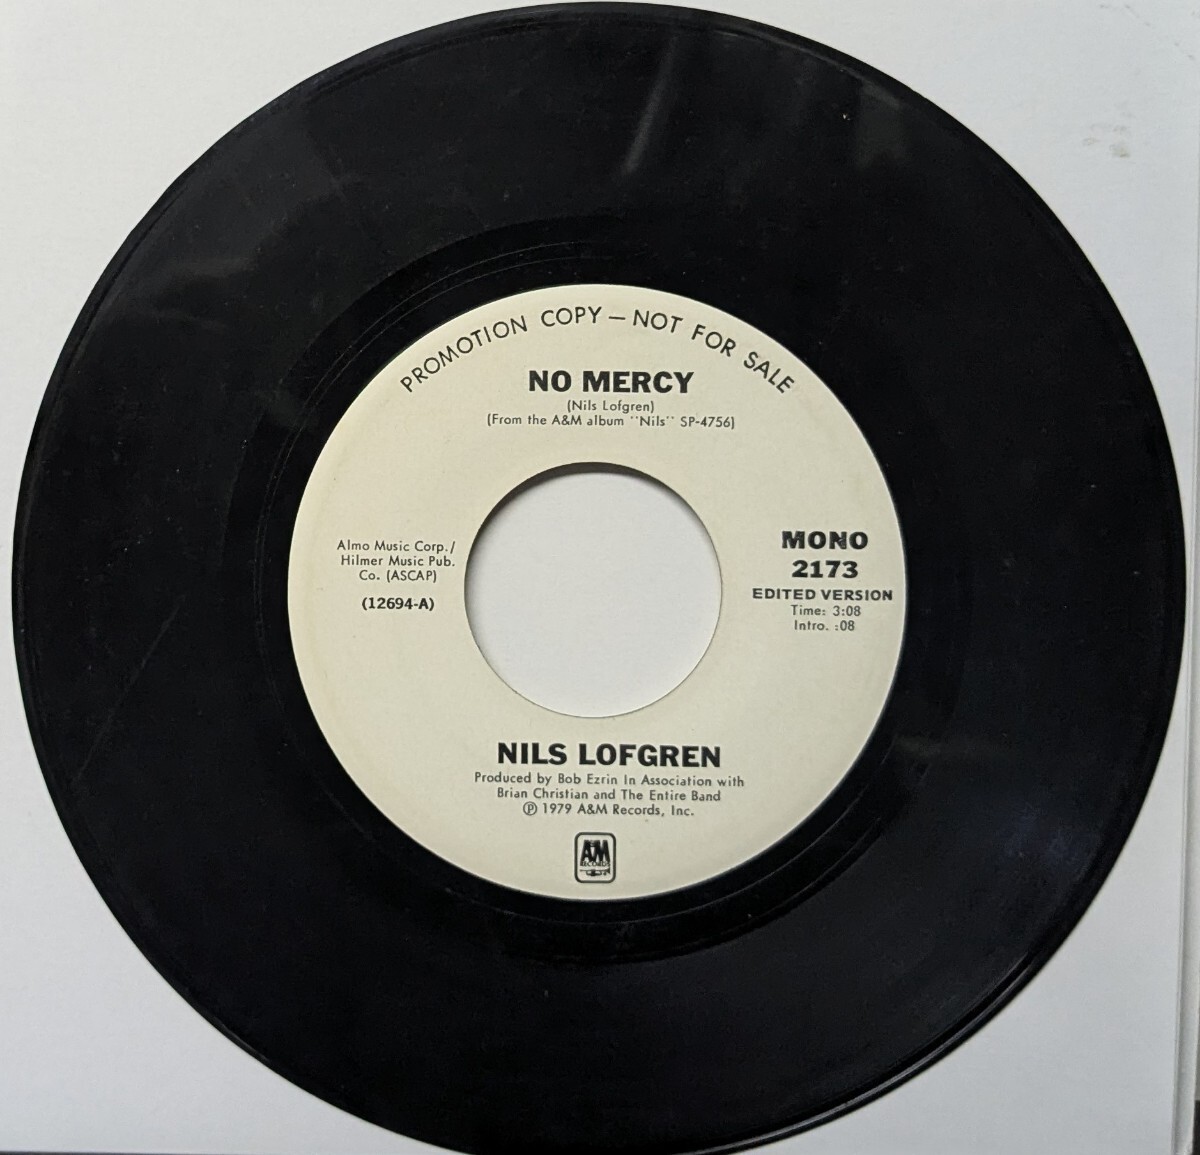 PROMOTION COPY — NOT FOR SALE
NO MERCY
(Nils Lofgren)
(From the A&M album "Nils" SP-4756)
Almo Music Corp./
Hilmer Music Pub.
Co. (ASCAP)
(12694-A)
MONO
2173
EDITED VERSION
Time: 3:08
Intro. :08
NILS LOFGREN
Produced by Bob Ezrin In Association with
Brian Christian and The Entire Band
Ⓟ 1979 A&M Records, Inc.
A&M
RECORDS